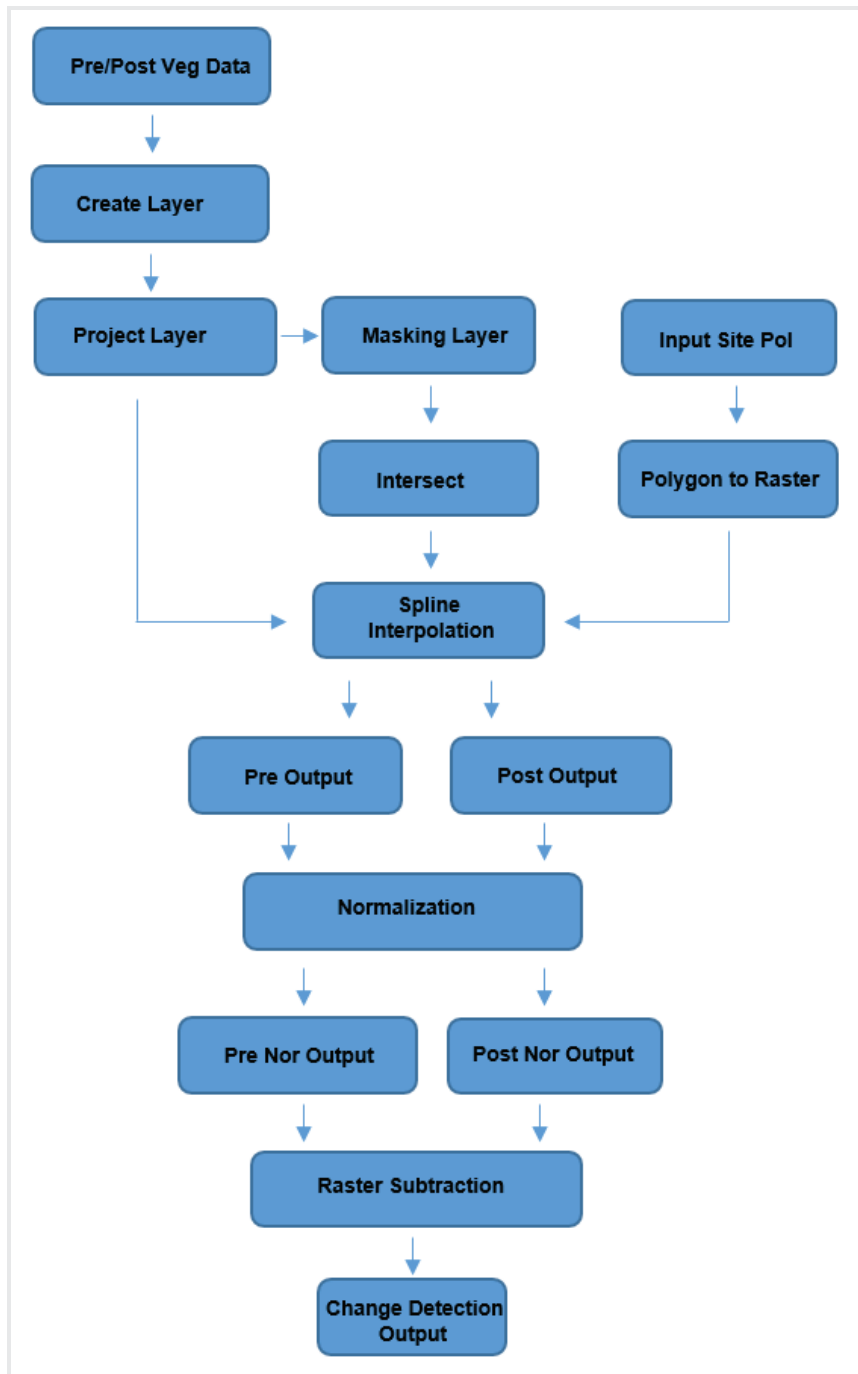 Pre/Post Veg Data
Create Layer
Project Layer
Masking Layer
Input Site Pol
Intersect
Polygon to Raster
Spline
Interpolation
Pre Output
Post Output
Normalization
Pre Nor Output
Post Nor Output
Raster Subtraction
Change Detection
Output